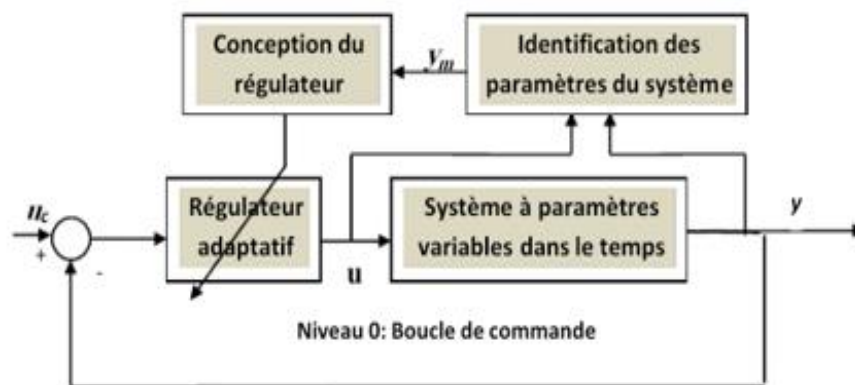 Conception du
régulateur
y_m
Identification des
paramètres du système
u_c
+
-
Régulateur
adaptatif
u
Système à paramètres
variables dans le temps
y
Niveau 0: Boucle de commande